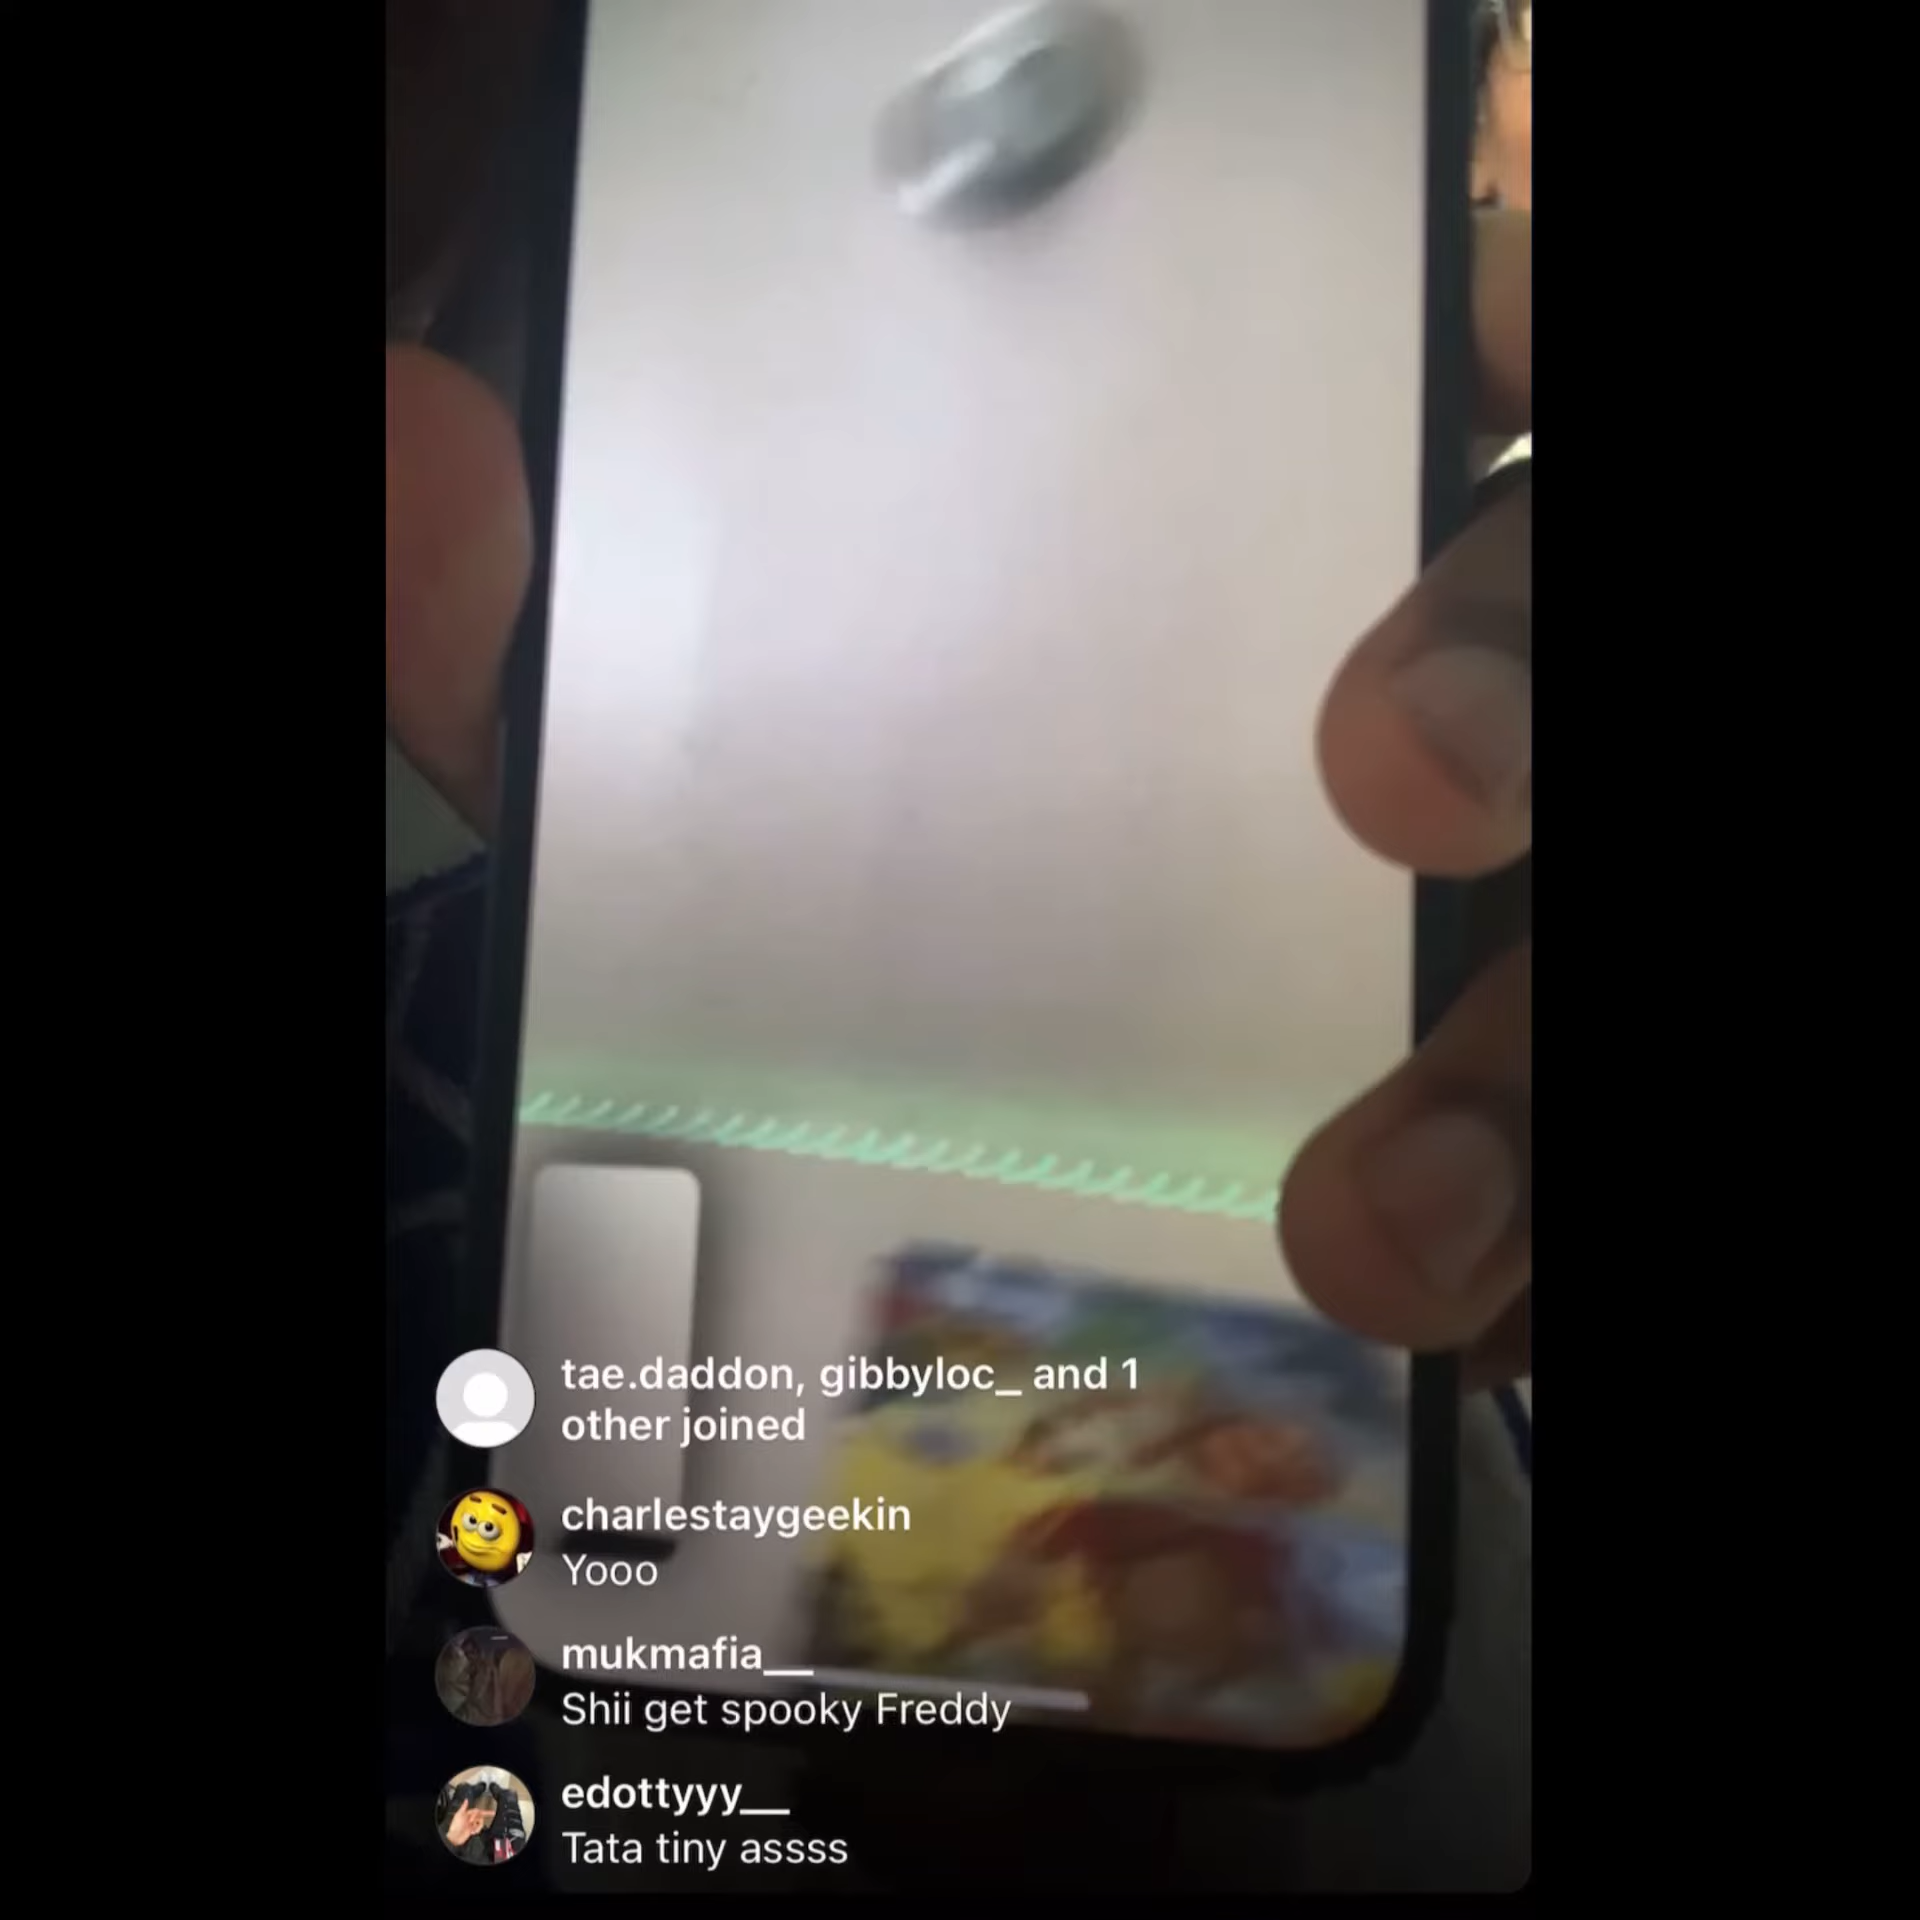 tae.daddon, gibbyloc_ and 1
other joined
charlestaygeekin
Yooo
mukmafia__
Shii get spooky Freddy
edottyyy__
Tata tiny assss